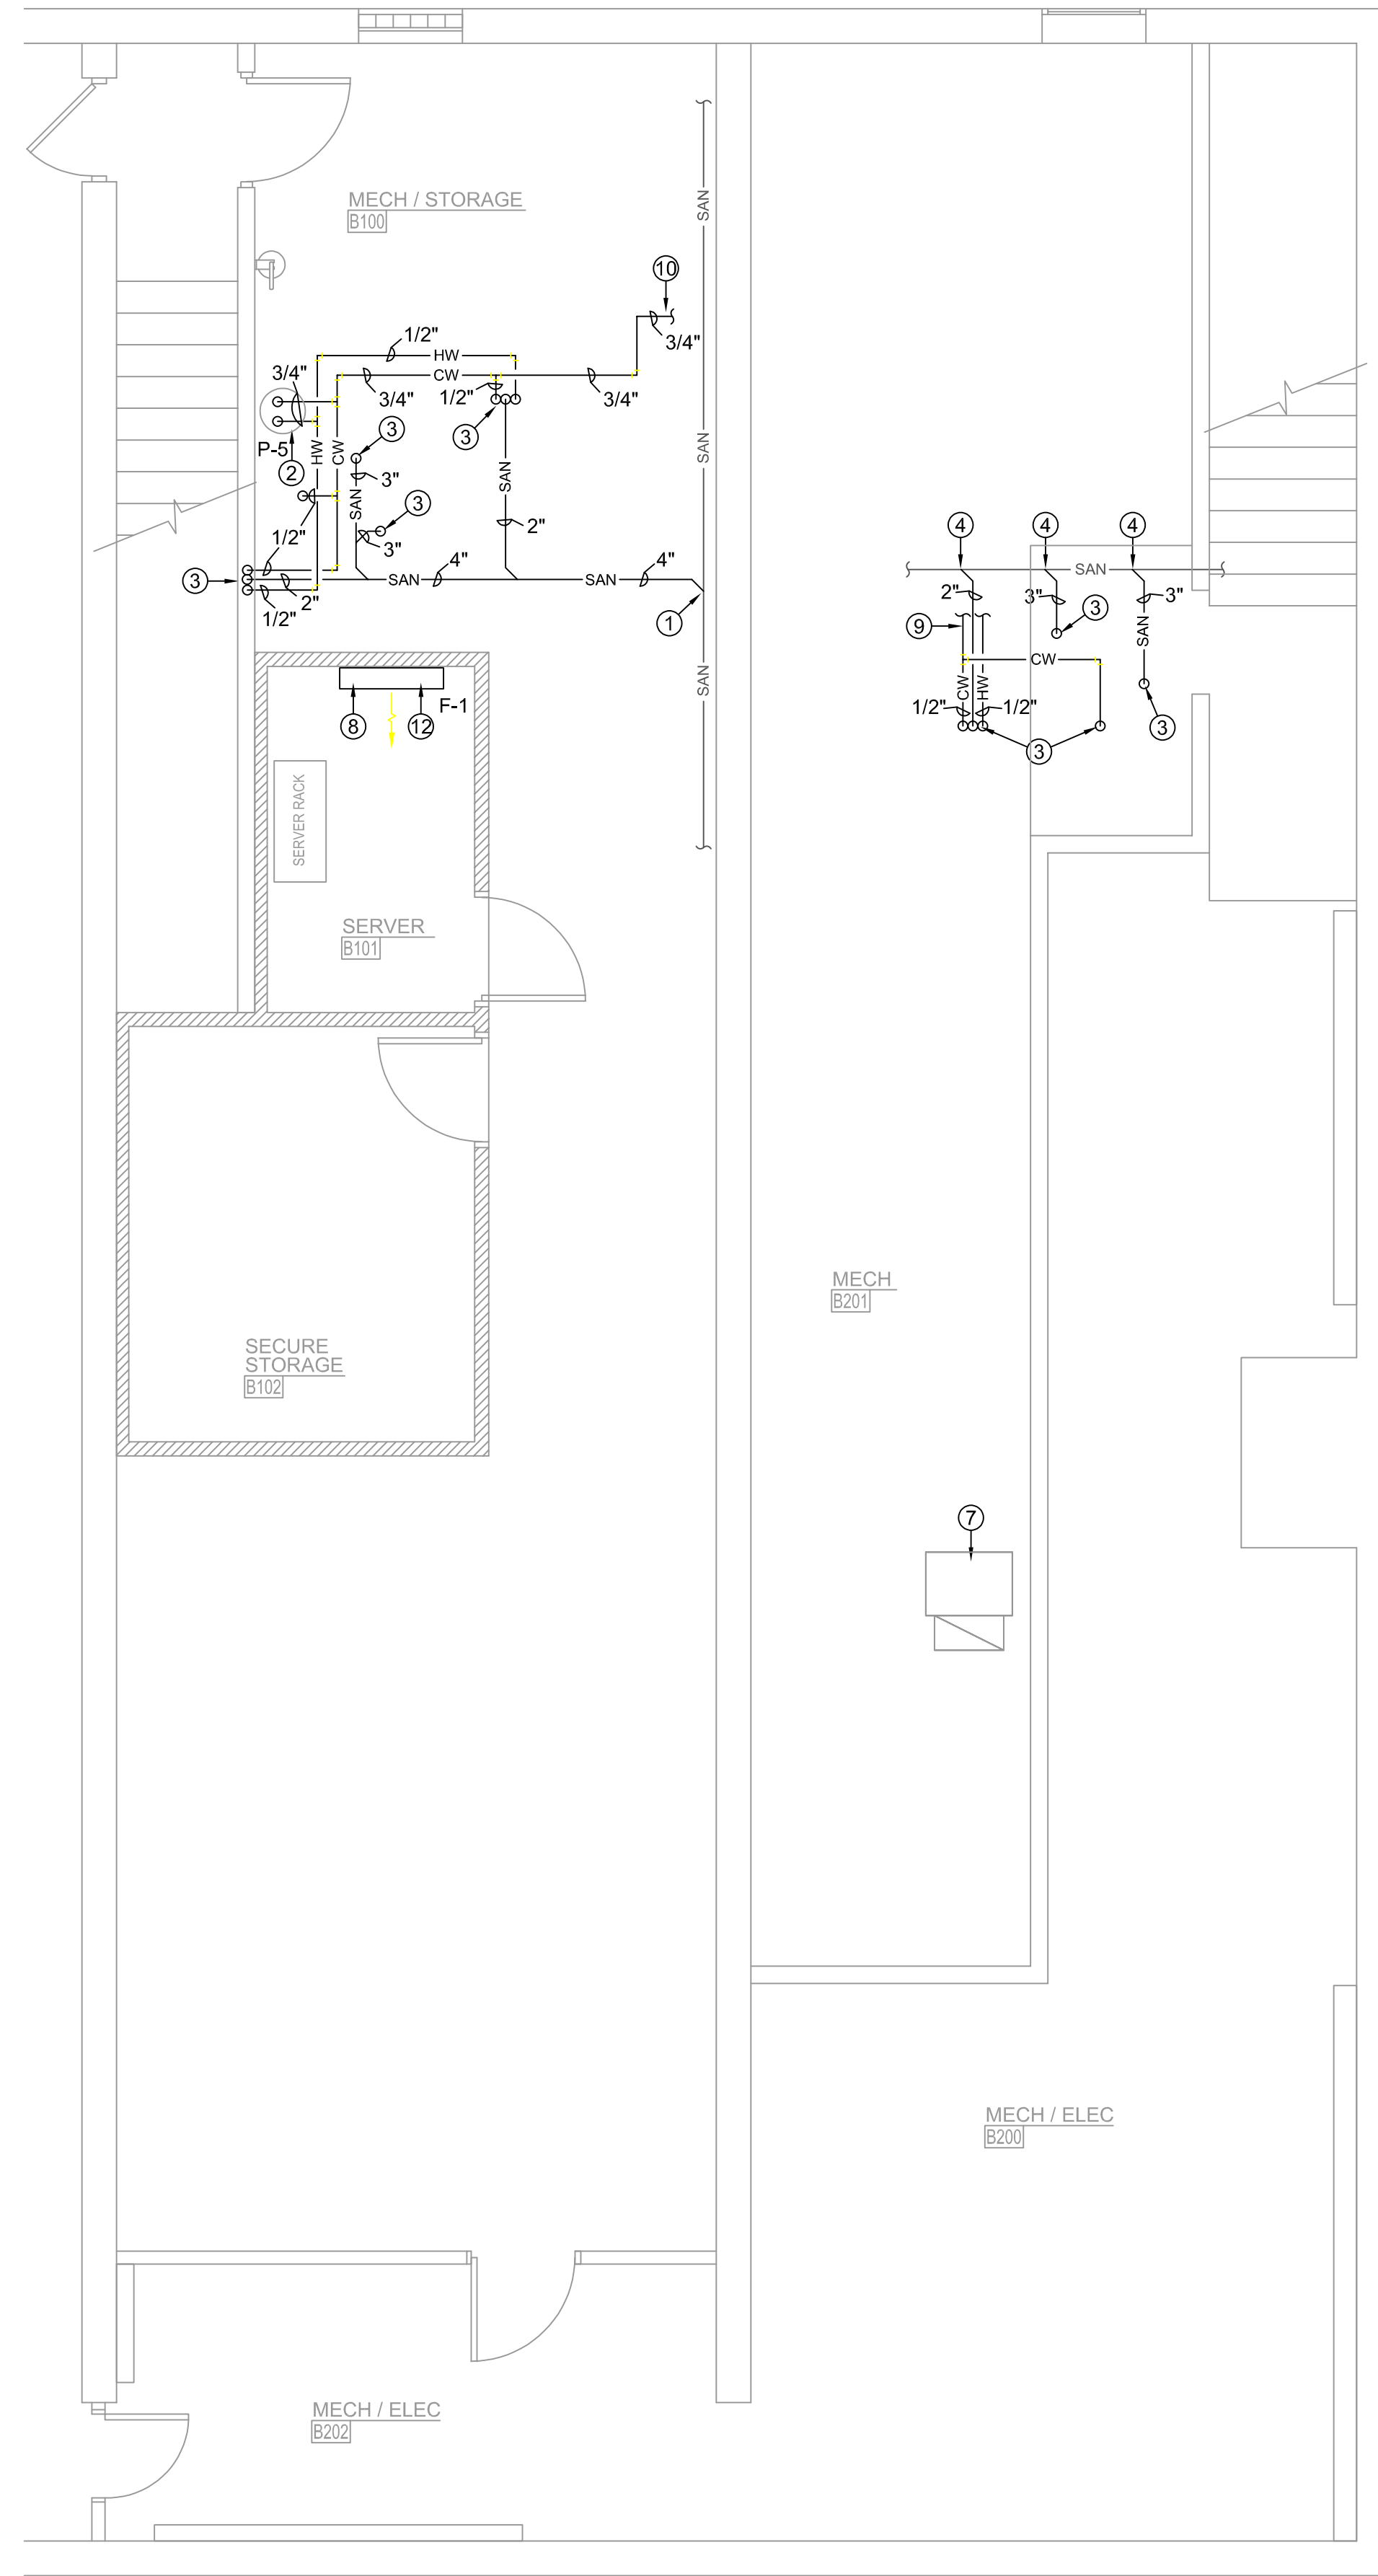 MECH / STORAGE
B100
SAN
10
3/4"
1/2"
HW
CW
3/4"
3/4"
1/2"
3/4"
P-5
2
HW
CW
3
3
SAN
SAN
3"
SAN
3
3"
2"
1/2"
3
1/2"
2"
SAN
4"
SAN
4"
1
SAN
4
4
4
SAN
2"
3"
3"
3
9
SAN
CW
CW
HW
3
1/2"
1/2"
3
8
12
F-1
SERVER RACK
SERVER
B101
SECURE
STORAGE
B102
MECH
B201
7
MECH / ELEC
B200
MECH / ELEC
B202